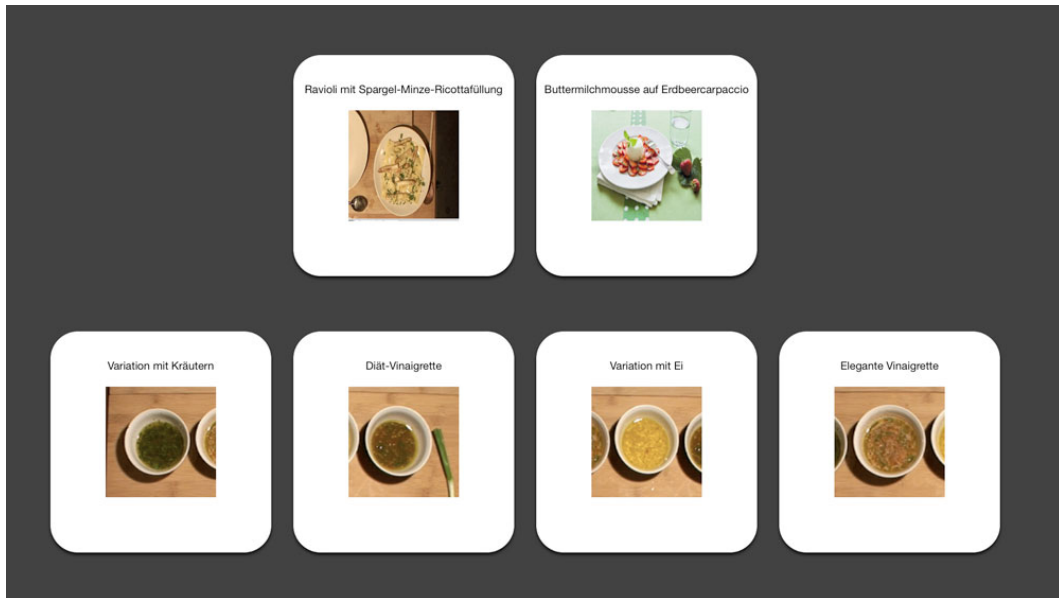 Ravioli mit Spargel-Minze-Ricottafüllung
Buttermilchmousse auf Erdbeercarpaccio
Variation mit Kräutern
Diät-Vinaigrette
Variation mit Ei
Elegante Vinaigrette